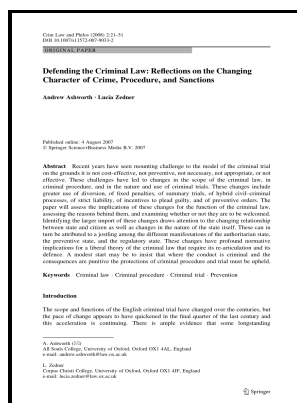 Crim Law and Philos (2008) 2:21–51
DOI 10.1007/s11572-007-9033-2
ORIGINAL PAPER
Defending the Criminal Law: Reflections on the Changing
Character of Crime, Procedure, and Sanctions
Andrew Ashworth · Lucia Zedner
Published online: 4 August 2007
© Springer Science+Business Media B.V. 2007
Abstract Recent years have seen mounting challenge to the model of the criminal trial
on the grounds it is not cost-effective, not preventive, not necessary, not appropriate, or not
effective. These challenges have led to changes in the scope of the criminal law, in
criminal procedure, and in the nature and use of criminal trials. These changes include
greater use of diversion, of fixed penalties, of summary trials, of hybrid civil–criminal
processes, of strict liability, of incentives to plead guilty, and of preventive orders. The
paper will assess the implications of these changes for the function of the criminal law,
assessing the reasons behind them, and examining whether or not they are to be welcomed.
Identifying the larger import of these changes draws attention to the changing relationship
between state and citizen as well as changes in the nature of the state itself. These can in
turn be attributed to a jostling among the different manifestations of the authoritarian state,
the preventive state, and the regulatory state. These changes have profound normative
implications for a liberal theory of the criminal law that require its re-articulation and its
defence. A modest start may be to insist that where the conduct is criminal and the
consequences are punitive the protections of criminal procedure and trial must be upheld.
Keywords Criminal law · Criminal procedure · Criminal trial · Prevention
Introduction
The scope and functions of the English criminal trial have changed over the centuries, but
the pace of change appears to have quickened in the final quarter of the last century and
this acceleration is continuing. There is ample evidence that some longstanding
A. Ashworth (✉)
All Souls College, University of Oxford, Oxford OX1 4AL, England
e-mail: andrew.ashworth@law.ox.ac.uk
L. Zedner
Corpus Christi College, University of Oxford, Oxford OX1 4JF, England
e-mail: lucia.zedner@law.ox.ac.uk
Springer